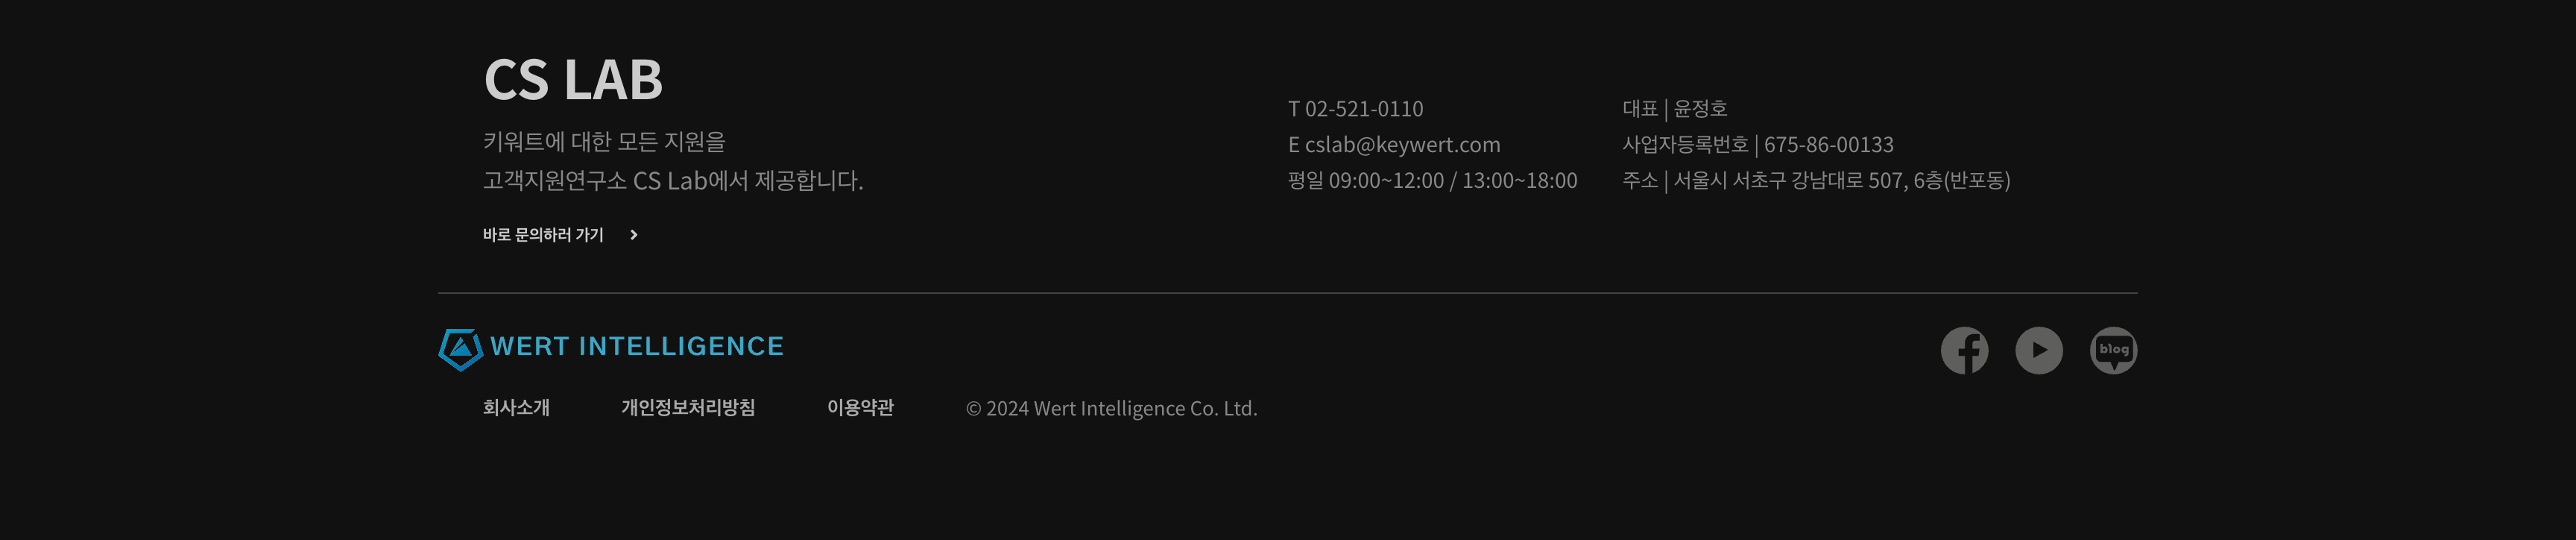 CS LAB
키워트에 대한 모든 지원을
고객지원연구소 CS Lab에서 제공합니다.
바로 문의하러 가기
T 02-521-0110
E cslab@keywert.com
평일 09:00~12:00 / 13:00~18:00
대표 | 윤정호
사업자등록번호 | 675-86-00133
주소 | 서울시 서초구 강남대로 507, 6층(반포동)
WERT INTELLIGENCE
blog
회사소개 개인정보처리방침 이용약관 © 2024 Wert Intelligence Co. Ltd.